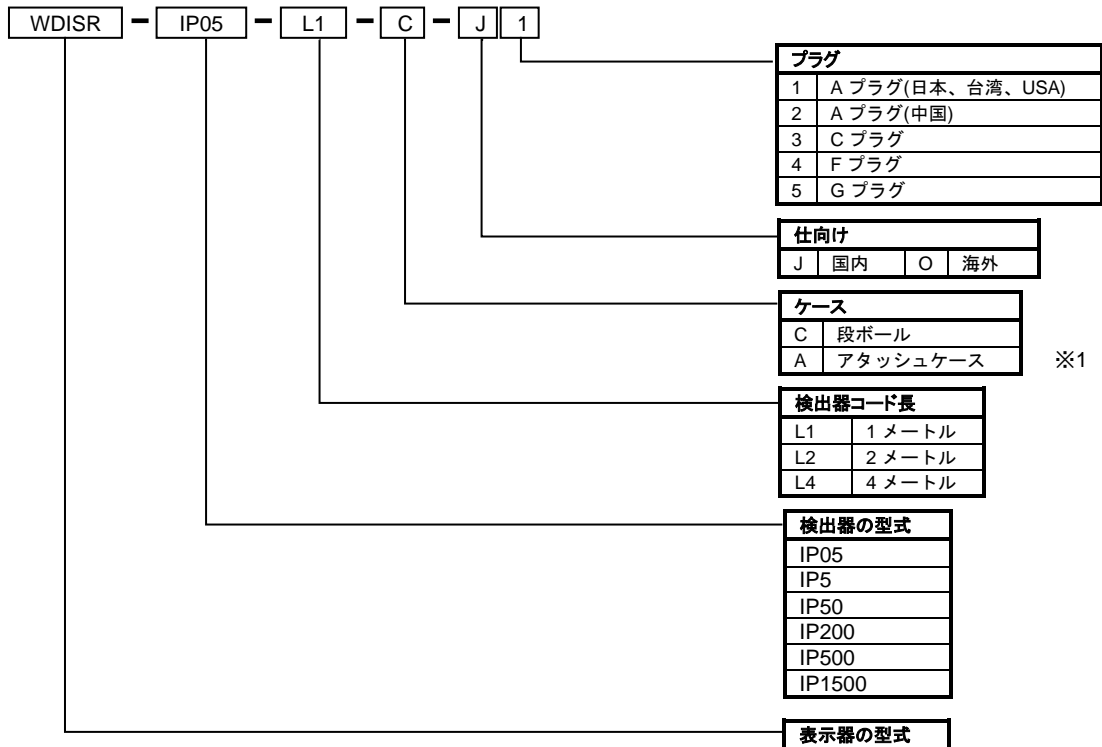 WDISR - IP05 - L1 - C - J 1
プラグ
1 A プラグ(日本、台湾、USA)
2 A プラグ(中国)
3 C プラグ
4 F プラグ
5 G プラグ
仕向け
J 国内 O 海外
ケース
C 段ボール
A アタッシュケース ※1
検出器コード長
L1 1 メートル
L2 2 メートル
L4 4 メートル
検出器の型式
IP05
IP5
IP50
IP200
IP500
IP1500
表示器の型式